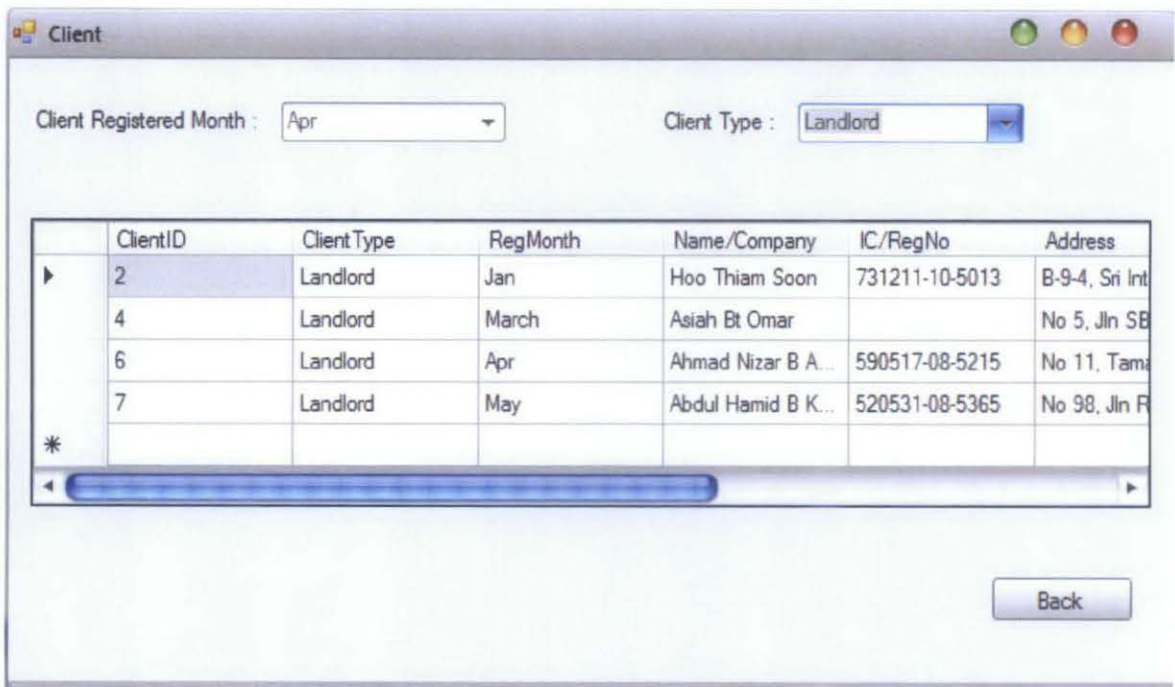 Client
Client Registered Month : Apr Client Type : Landlord
ClientID ClientType RegMonth Name/Company IC/RegNo Address
2 Landlord Jan Hoo Thiam Soon 731211-10-5013 B-9-4, Sri Int
4 Landlord March Asiah Bt Omar No 5, Jln SB
6 Landlord Apr Ahmad Nizar B A... 590517-08-5215 No 11, Tama
7 Landlord May Abdul Hamid B K... 520531-08-5365 No 98, Jln R
Back